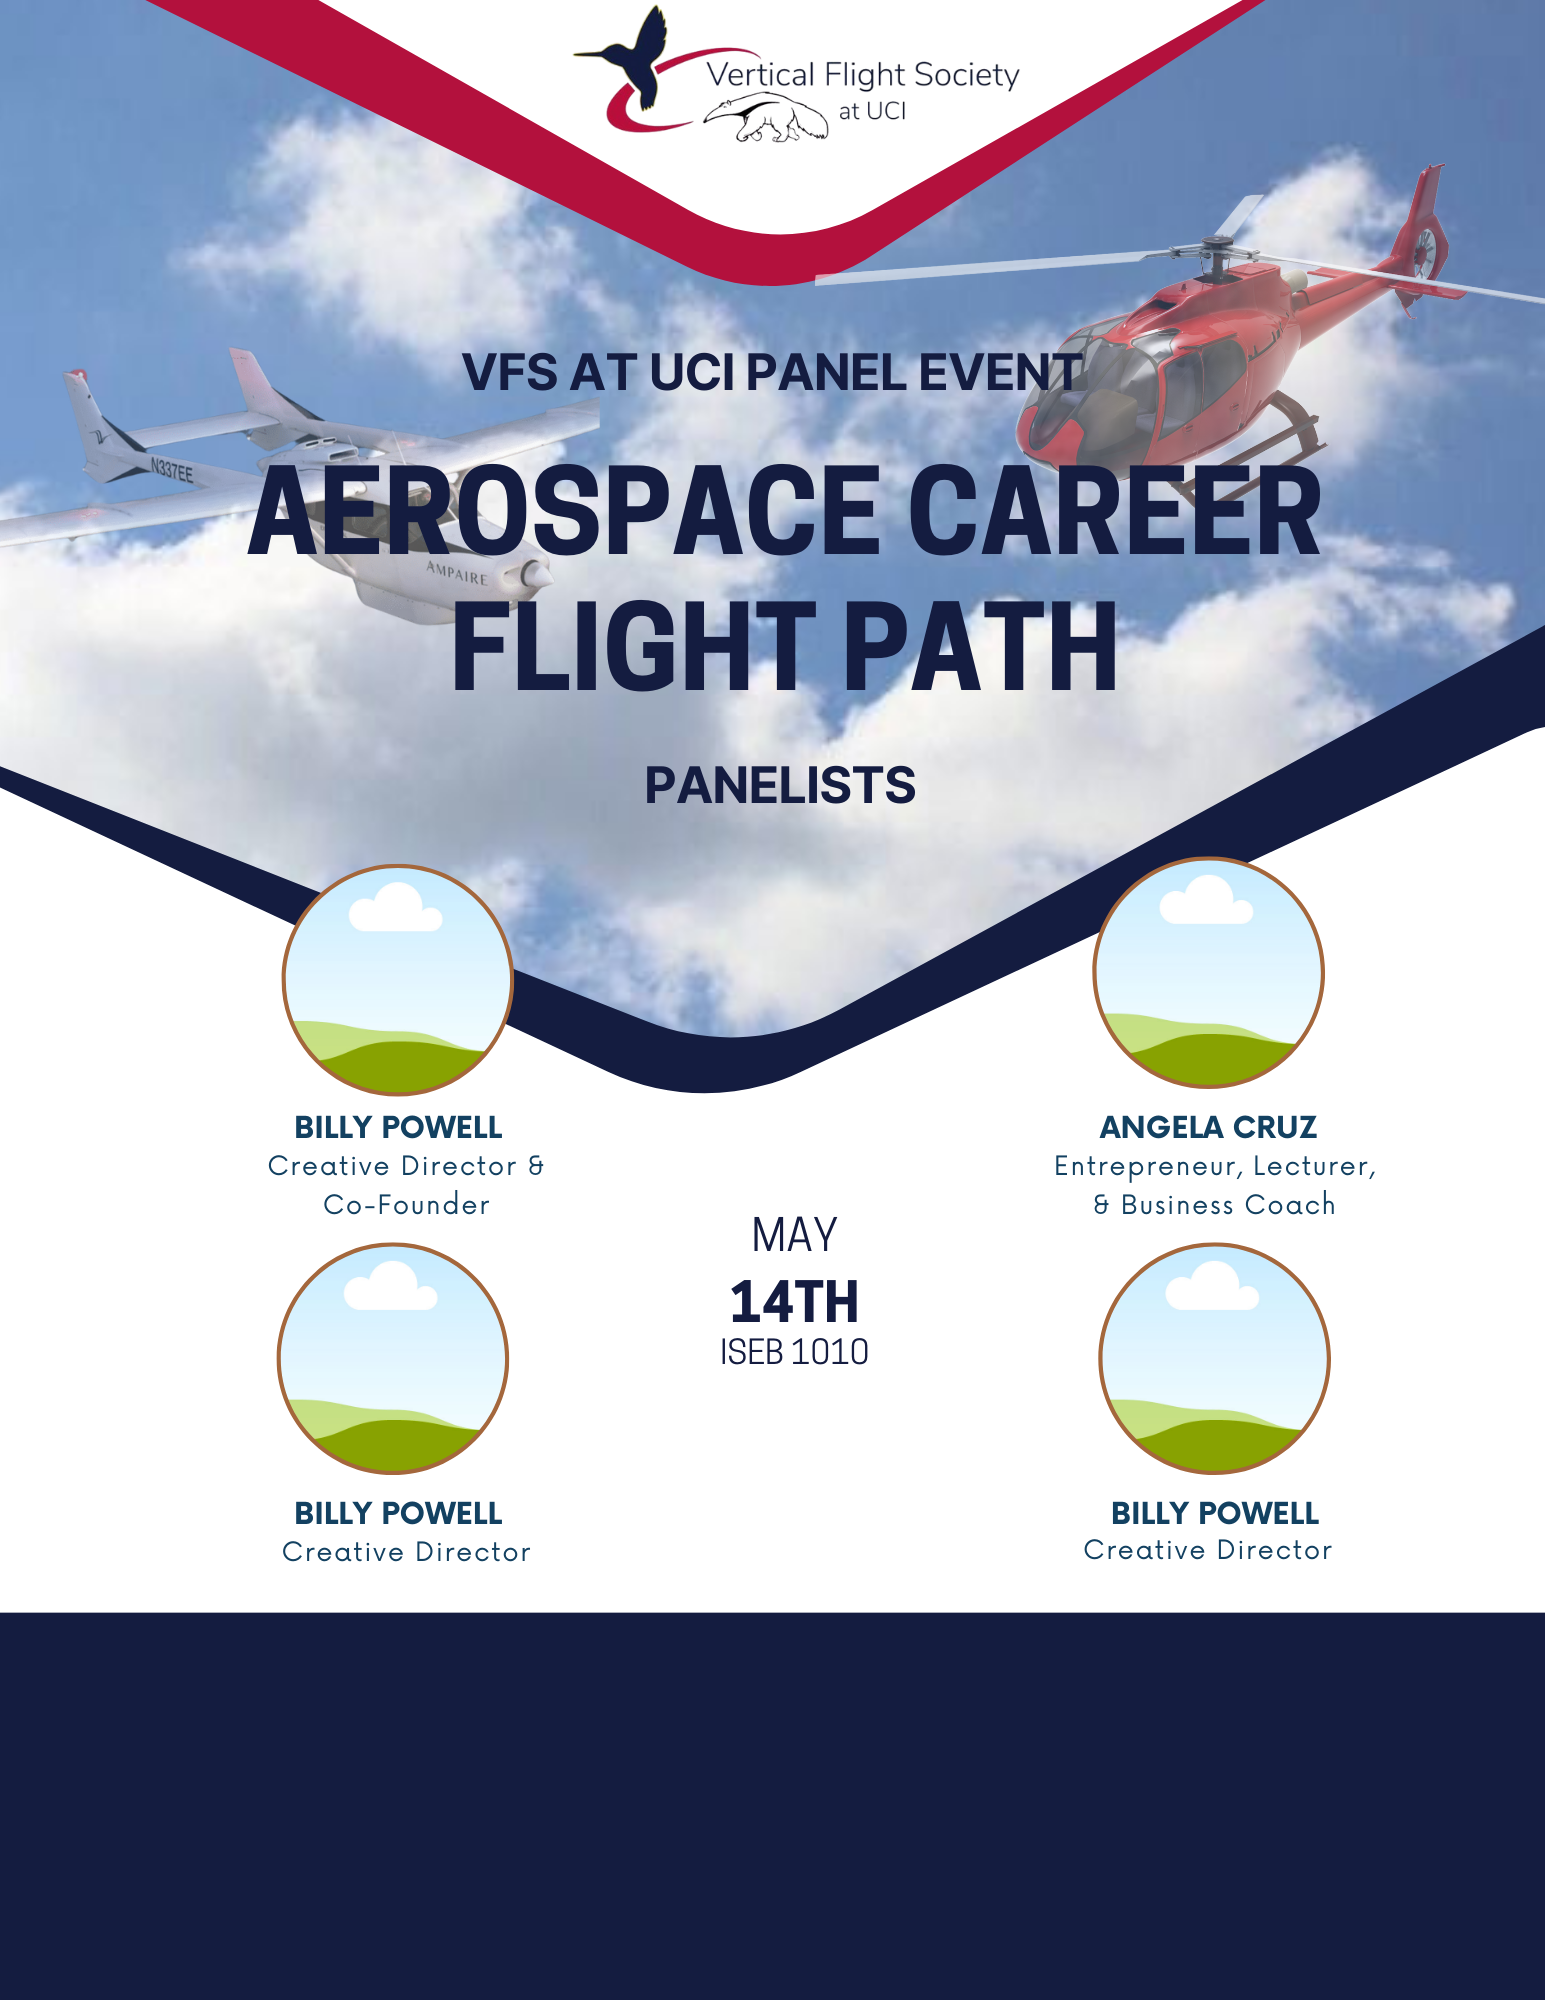 Vertical Flight Society
at UCI
VFS AT UCI PANEL EVENT
N337EE
AEROSPACE CAREER
AMPAIRE
FLIGHT PATH
PANELISTS
BILLY POWELL
Creative Director &
Co-Founder
ANGELA CRUZ
Entrepreneur, Lecturer,
& Business Coach
MAY
14TH
ISEB 1010
BILLY POWELL
Creative Director
BILLY POWELL
Creative Director